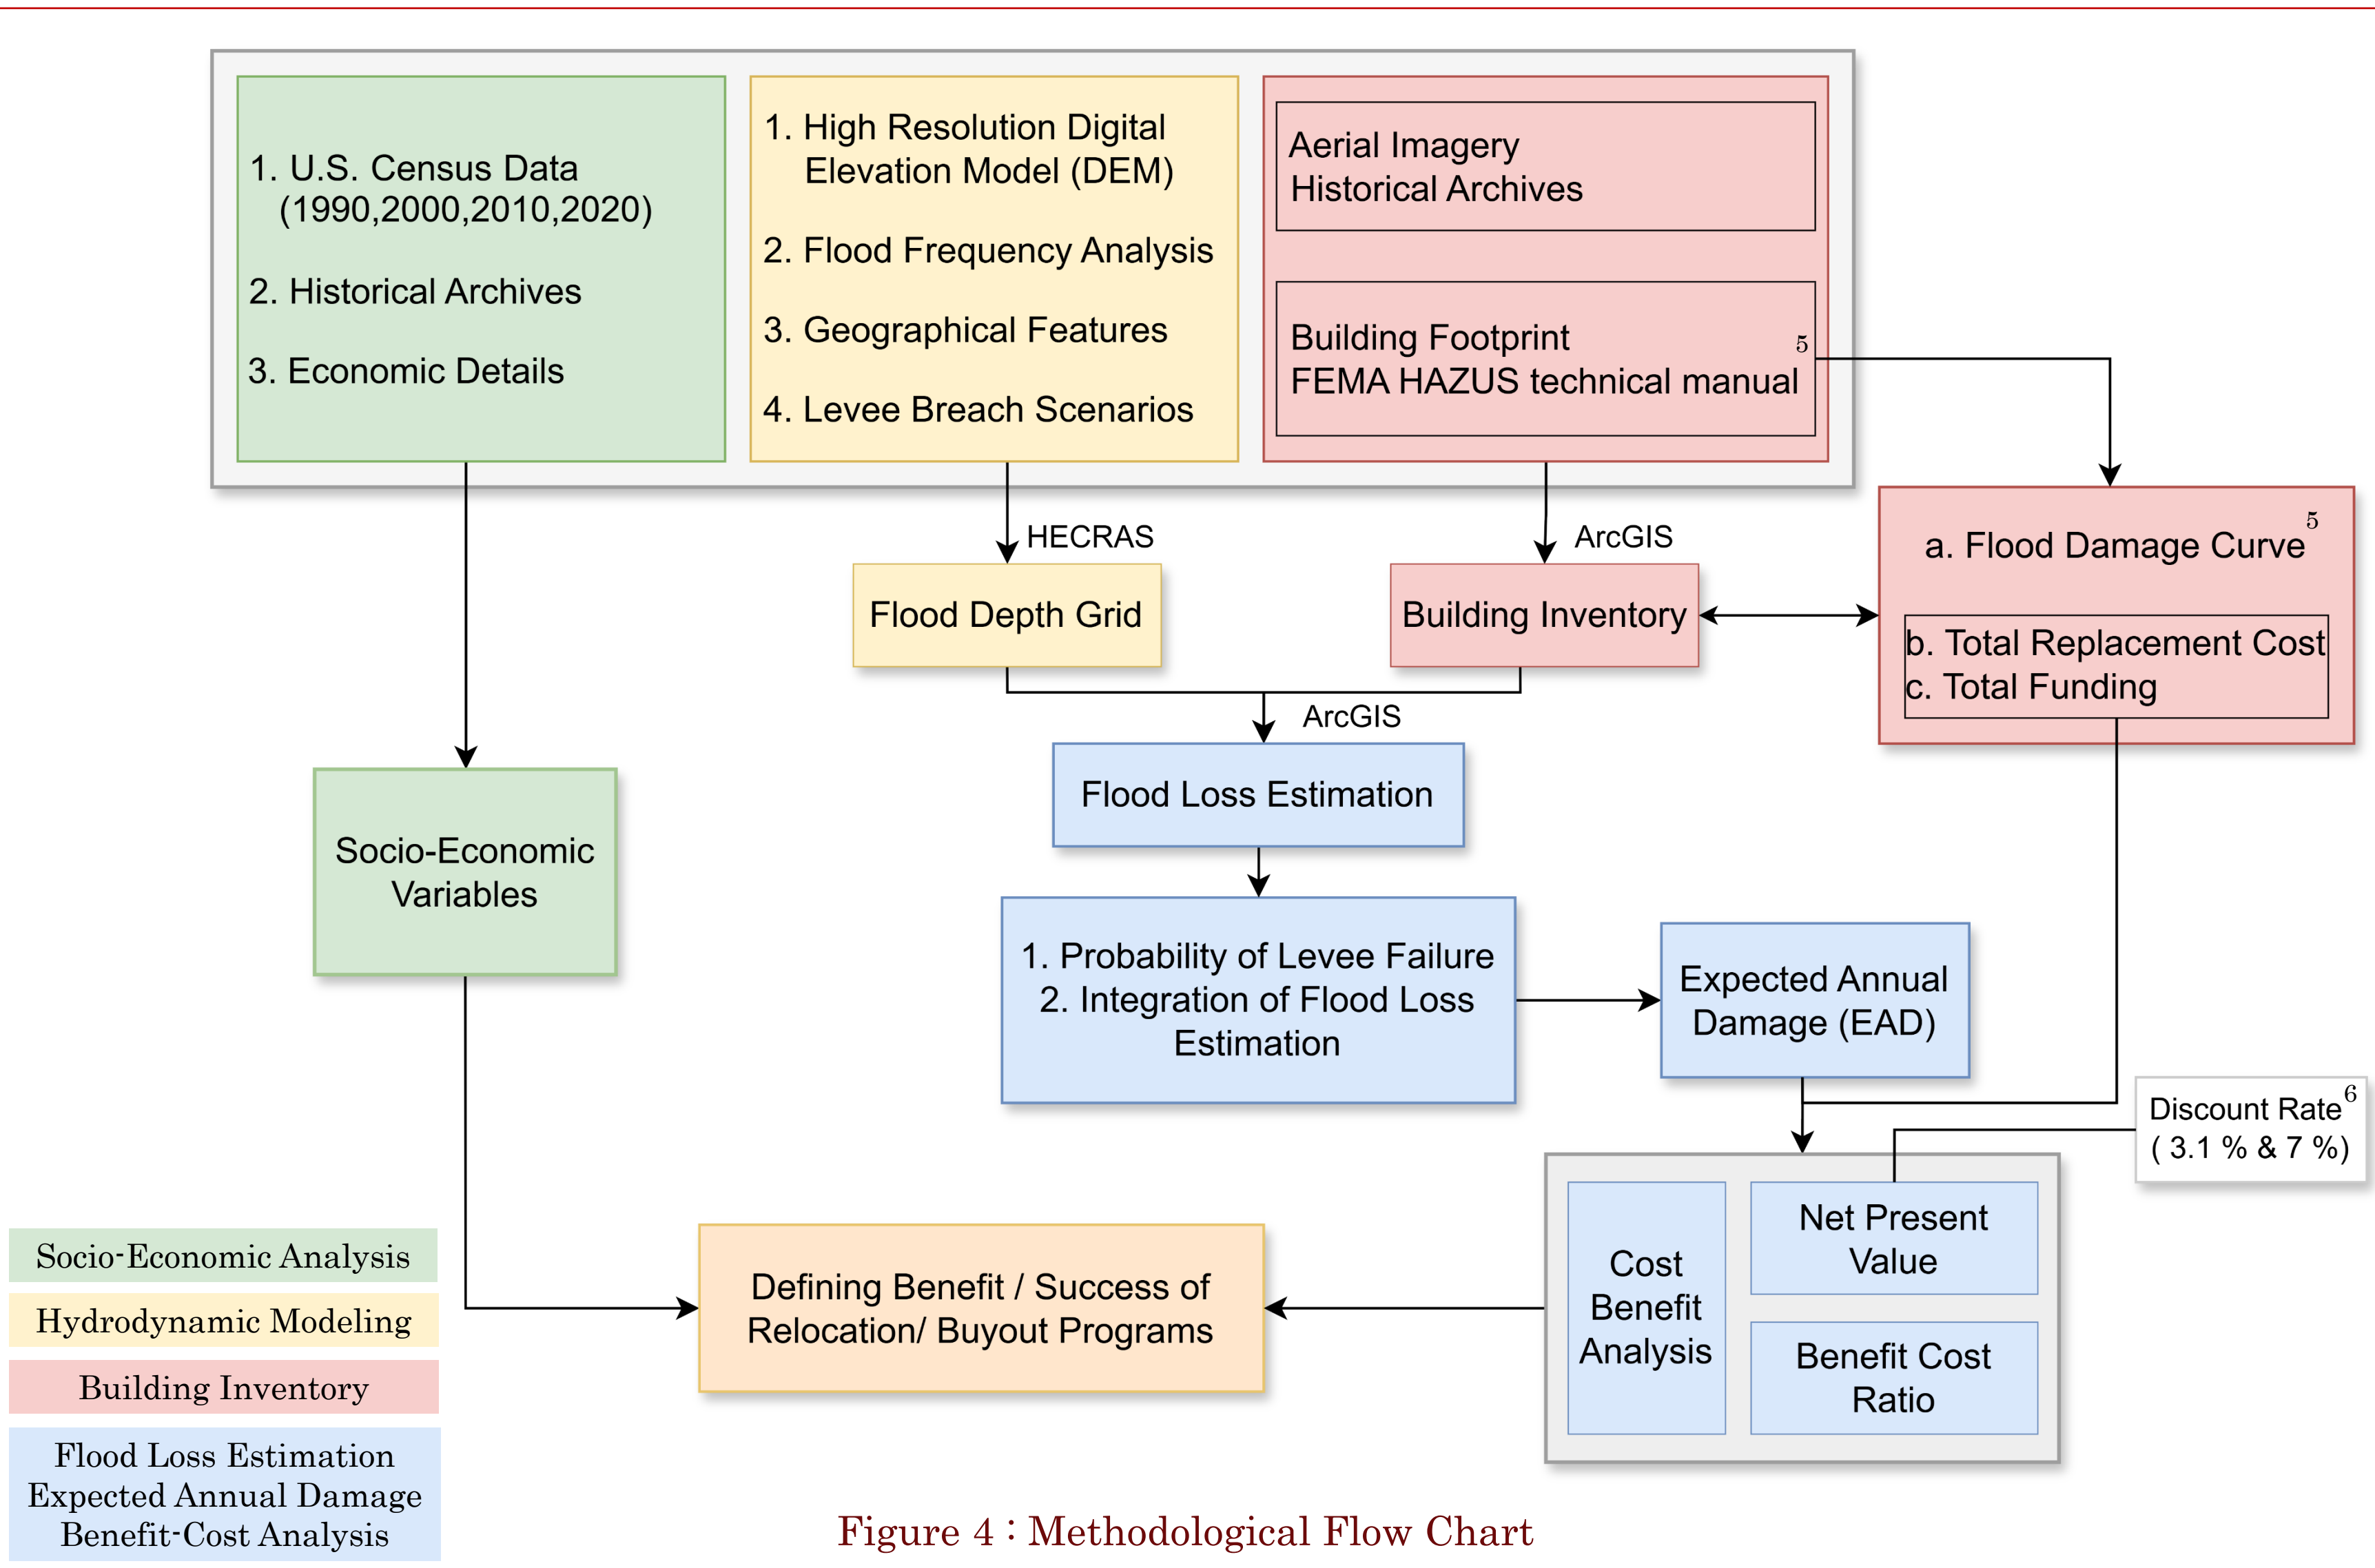 1. U.S. Census Data
(1990,2000,2010,2020)
2. Historical Archives
3. Economic Details
1. High Resolution Digital
Elevation Model (DEM)
2. Flood Frequency Analysis
3. Geographical Features
4. Levee Breach Scenarios
Aerial Imagery
Historical Archives
Building Footprint
FEMA HAZUS technical manual 5
HECRAS
ArcGIS
a. Flood Damage Curve 5
b. Total Replacement Cost
c. Total Funding
Flood Depth Grid
Building Inventory
ArcGIS
Flood Loss Estimation
Socio-Economic
Variables
1. Probability of Levee Failure
2. Integration of Flood Loss
Estimation
Expected Annual
Damage (EAD)
Discount Rate 6
( 3.1 % & 7 %)
Cost
Benefit
Analysis
Net Present
Value
Benefit Cost
Ratio
Defining Benefit / Success of
Relocation/ Buyout Programs
Socio-Economic Analysis
Hydrodynamic Modeling
Building Inventory
Flood Loss Estimation
Expected Annual Damage
Benefit-Cost Analysis
Figure 4 : Methodological Flow Chart